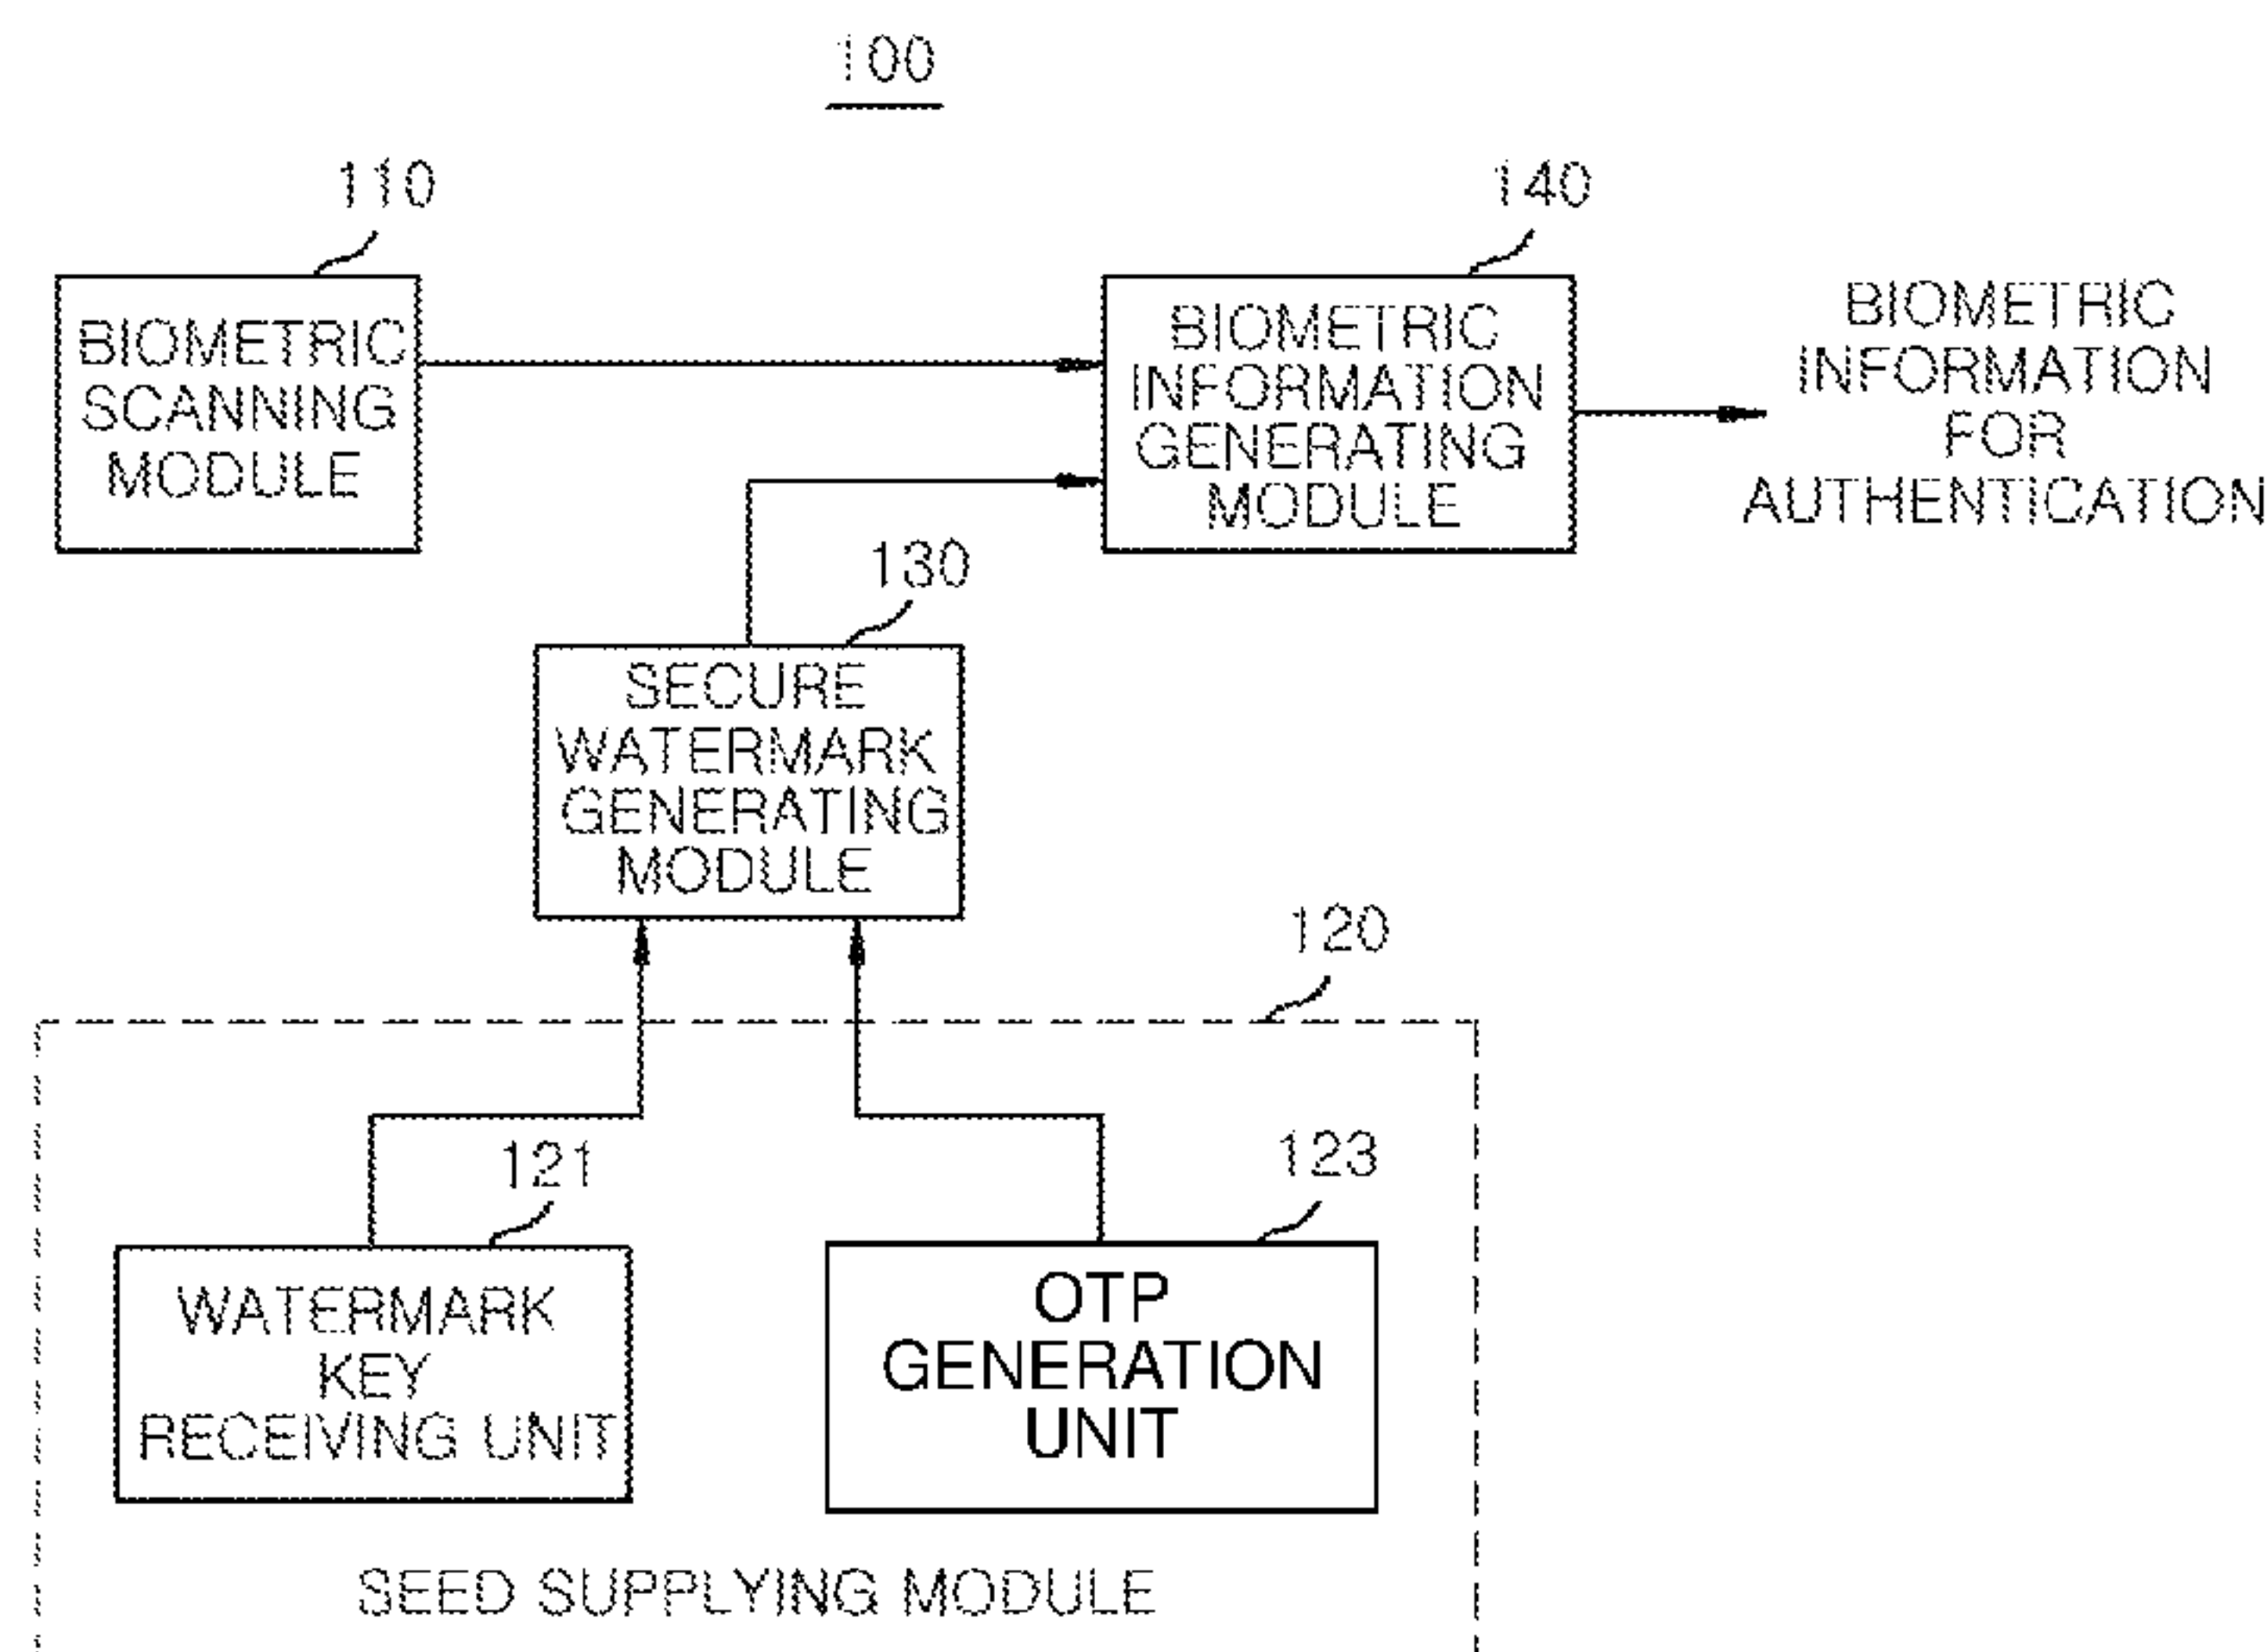 100
110
140
BIOMETRIC
SCANNING
MODULE
BIOMETRIC
INFORMATION
GENERATING
MODULE
BIOMETRIC
INFORMATION
FOR
AUTHENTICATION
130
SECURE
WATERMARK
GENERATING
MODULE
120
121
123
WATERMARK
KEY
RECEIVING UNIT
OTP
GENERATION
UNIT
SEED SUPPLYING MODULE